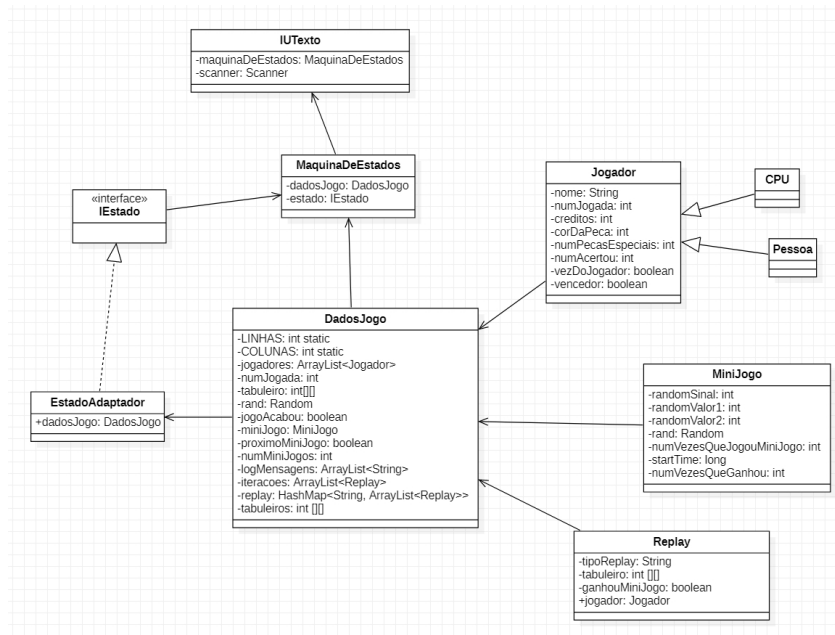 IUTexto
-maquinaDeEstados: MaquinaDeEstados
-scanner: Scanner
MaquinaDeEstados
-dadosJogo: DadosJogo
-estado: IEstado
«interface»
IEstado
Jogador
-nome: String
-numJogada: int
-creditos: int
-corDaPeca: int
-numPecasEspeciais: int
-numAcertou: int
-vezDoJogador: boolean
-vencedor: boolean
CPU
Pessoa
DadosJogo
-LINHAS: int static
-COLUNAS: int static
-jogadores: ArrayList<Jogador>
-numJogada: int
-tabuleiro: int[][]
-rand: Random
-jogoAcabou: boolean
-miniJogo: MiniJogo
-proximoMiniJogo: boolean
-numMiniJogos: int
-logMensagens: ArrayList<String>
-iteracoes: ArrayList<Replay>
-replay: HashMap<String, ArrayList<Replay>>
-tabuleiros: int [][]
EstadoAdaptador
+dadosJogo: DadosJogo
MiniJogo
-randomSinal: int
-randomValor1: int
-randomValor2: int
-rand: Random
-numVezesQueJogouMiniJogo: int
-startTime: long
-numVezesQueGanhou: int
Replay
-tipoReplay: String
-tabuleiro: int [][]
-ganhouMiniJogo: boolean
+jogador: Jogador